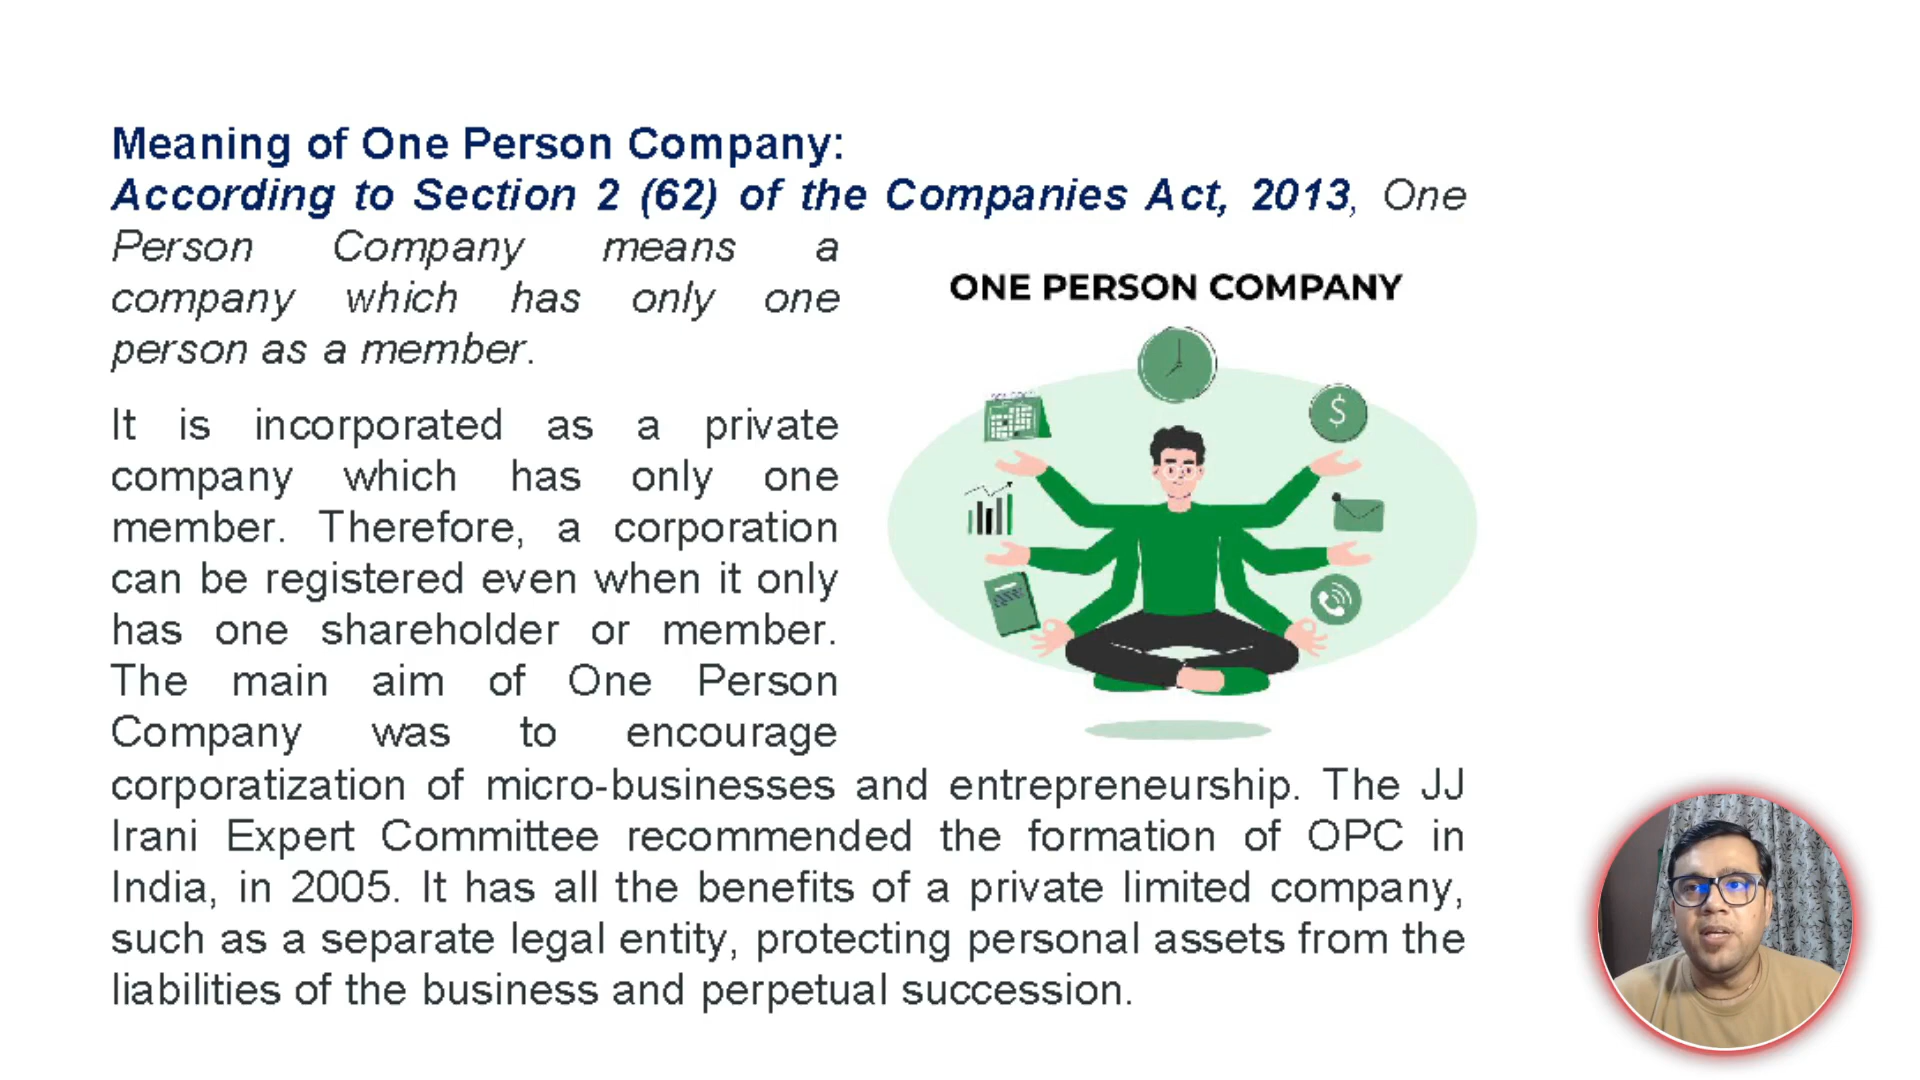 Meaning of One Person Company:
According to Section 2 (62) of the Companies Act, 2013, One
Person Company means a
company which has only one
person as a member.
ONE PERSON COMPANY
$
It is incorporated as a private
company which has only one
member. Therefore, a corporation
can be registered even when it only
has one shareholder or member.
The main aim of One Person
Company was to encourage
corporatization of micro-businesses and entrepreneurship. The JJ
Irani Expert Committee recommended the formation of OPC in
India, in 2005. It has all the benefits of a private limited company,
such as a separate legal entity, protecting personal assets from the
liabilities of the business and perpetual succession.